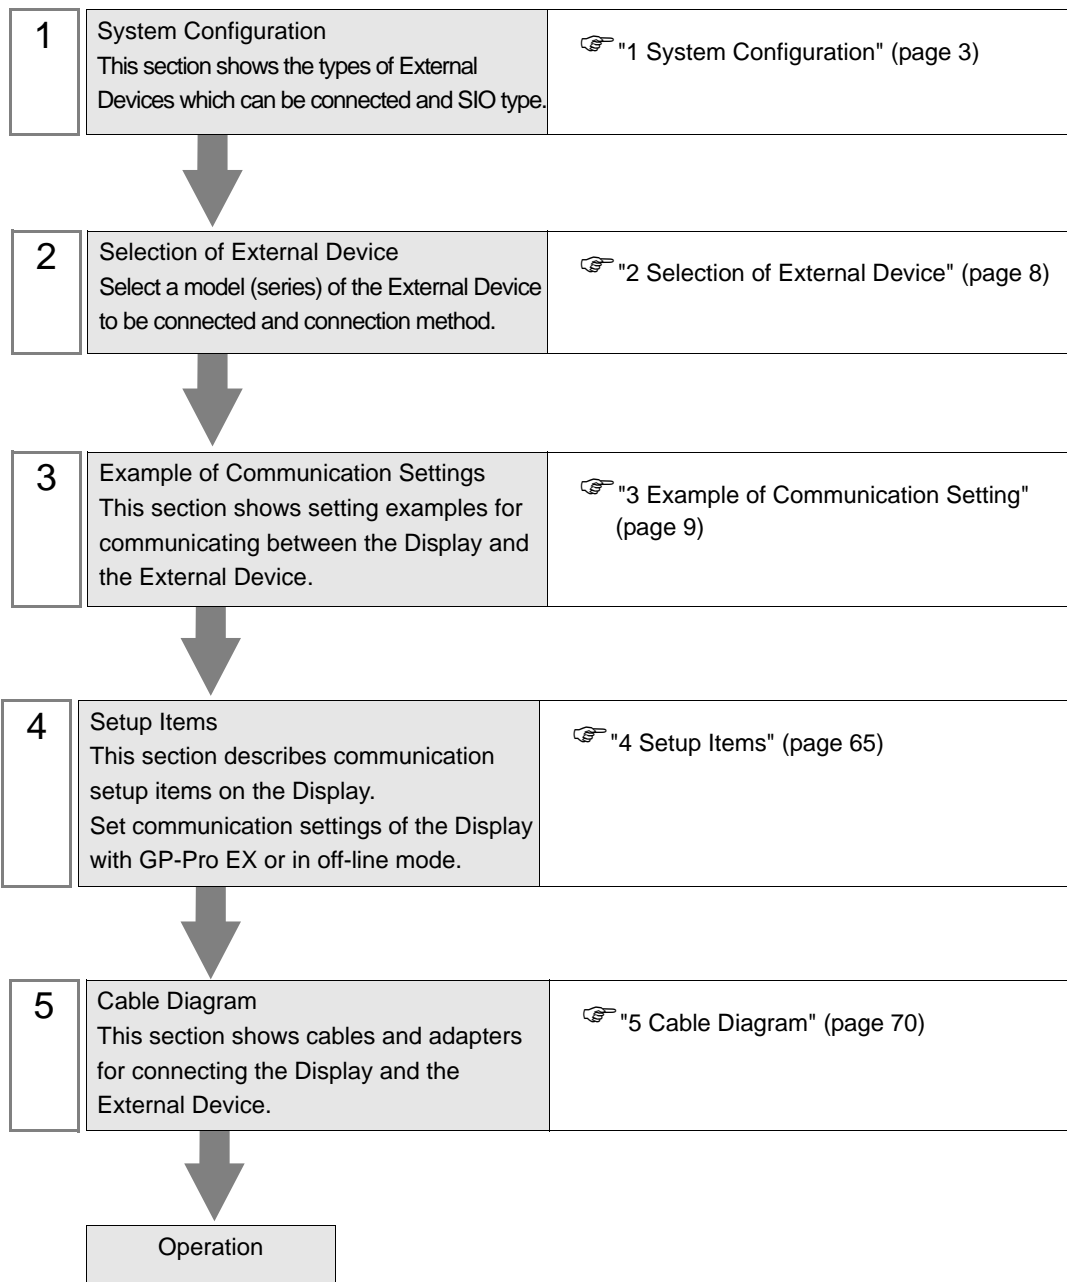 1
System Configuration
This section shows the types of External
Devices which can be connected and SIO type.
"1 System Configuration" (page 3)
2
Selection of External Device
Select a model (series) of the External Device
to be connected and connection method.
"2 Selection of External Device" (page 8)
3
Example of Communication Settings
This section shows setting examples for
communicating between the Display and
the External Device.
"3 Example of Communication Setting"
(page 9)
4
Setup Items
This section describes communication
setup items on the Display.
Set communication settings of the Display
with GP-Pro EX or in off-line mode.
"4 Setup Items" (page 65)
5
Cable Diagram
This section shows cables and adapters
for connecting the Display and the
External Device.
"5 Cable Diagram" (page 70)
Operation